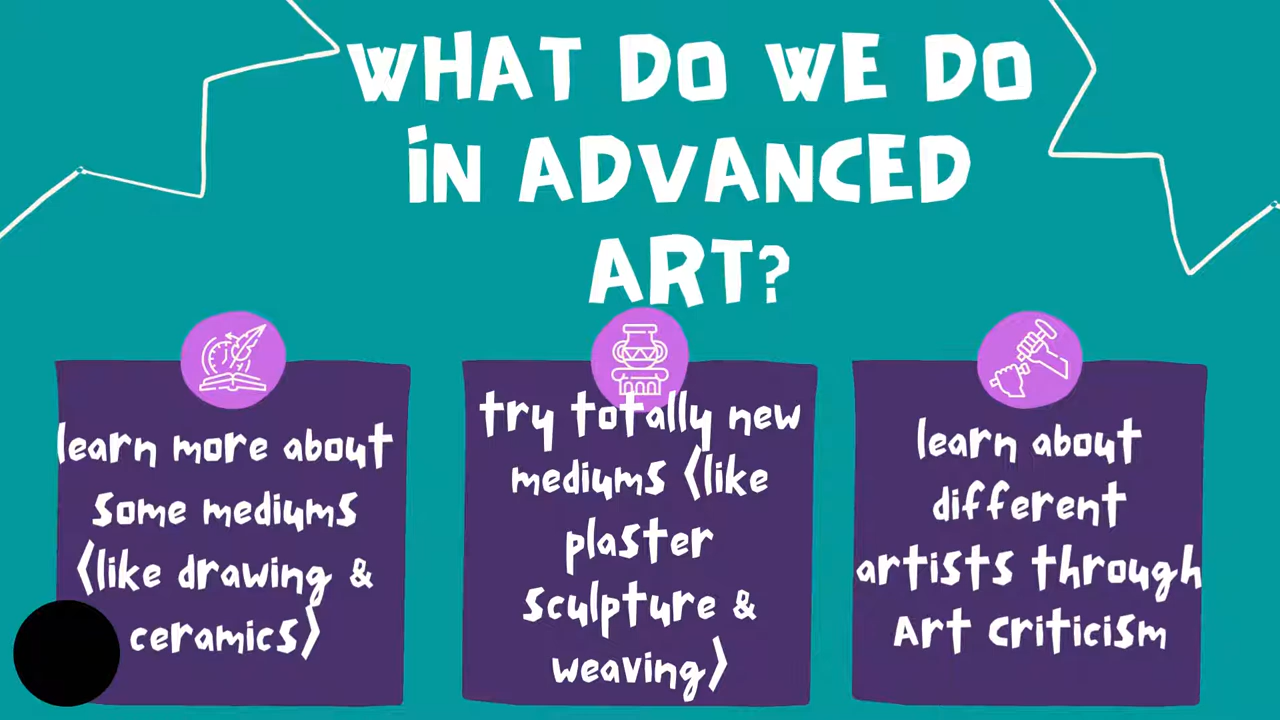 WHAT DO WE DO
IN ADVANCED
ART?
learn more about
some mediums
(like drawing &
ceramics)
try totally new
mediums (like
plaster
sculpture &
weaving)
learn about
different
artists through
Art Criticism